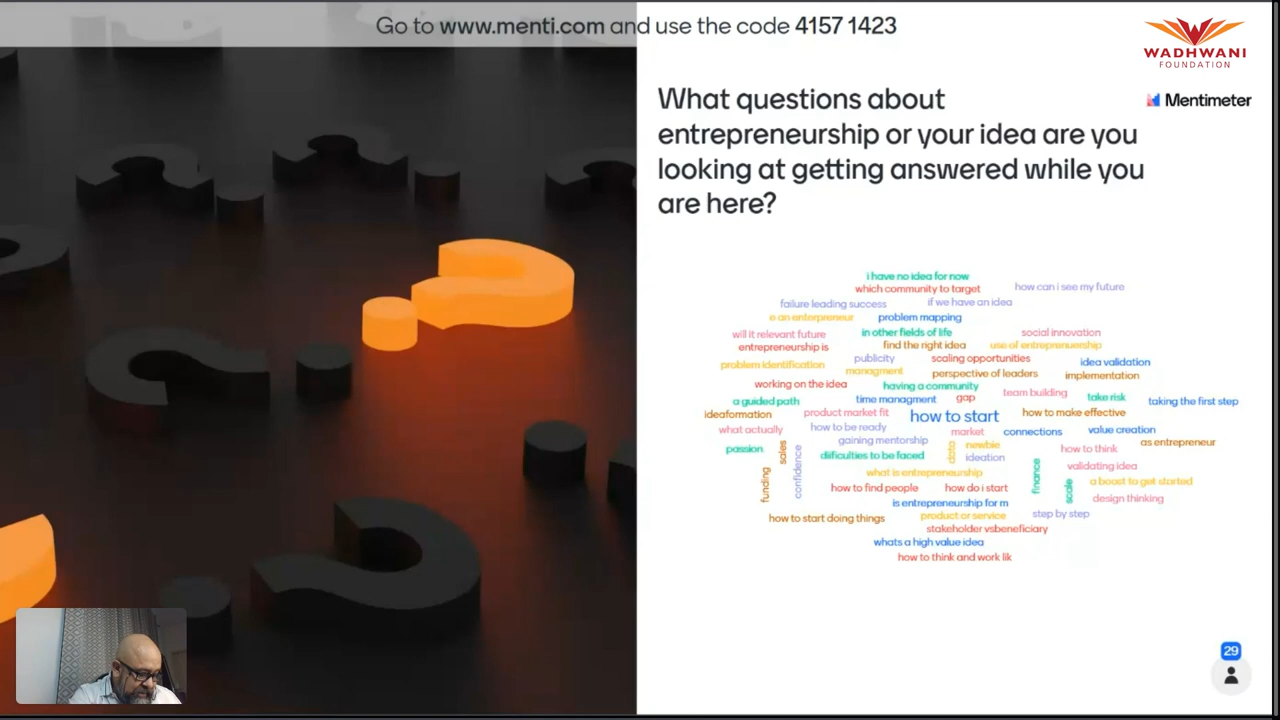 Go to www.menti.com and use the code 4157 1423
WADHWANI
FOUNDATION
Mentimeter
What questions about
entrepreneurship or your idea are you
looking at getting answered while you
are here?
i have no idea for now
which community to target
how can i see my future
failure leading success
if we have an idea
e an enterpreneur
problem mapping
will it relevant future
in other fields of life
social innovation
entrepreneurship is
find the right idea
use of entrepreneuership
problem identification
publicity
scaling opportunities
idea validation
managment
perspective of leaders
implementation
working on the idea
having a community
team building
a guided path
time managment
gap
take risk
taking the first step
ideaformation
product market fit
how to start
how to make effective
what actually
how to be ready
market
connections
value creation
passion
sales
gaining mentorship
data
newbie
how to think
as entrepreneur
confidence
difficulties to be faced
ideation
validating idea
funding
what is entrepreneurship
finance
scale
a boost to get started
how to find people
how do i start
design thinking
is entrepreneurship for m
how to start doing things
product or service
step by step
stakeholder vsbeneficiary
whats a high value idea
how to think and work lik
29